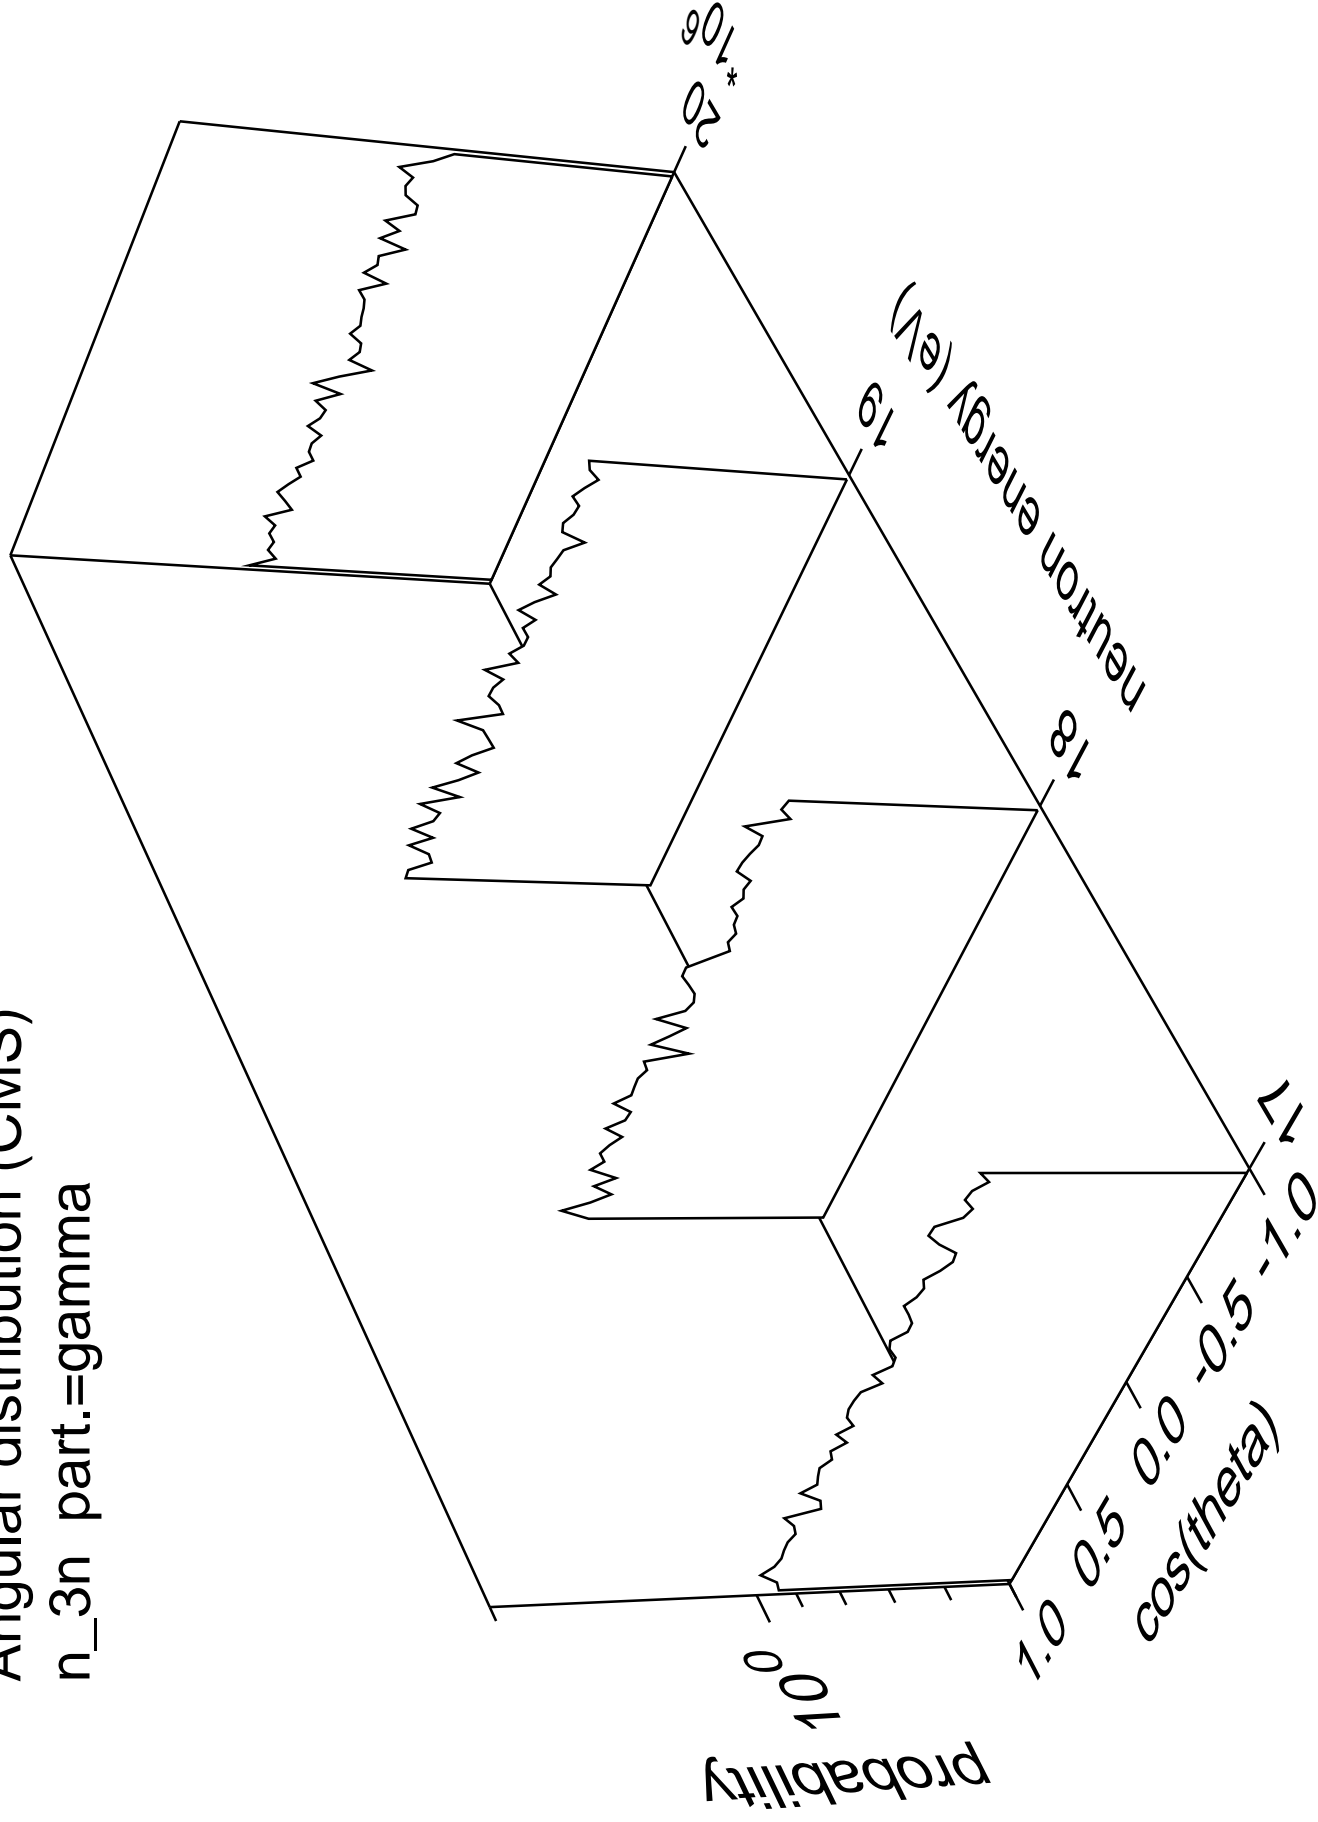 Angular distribution (CMS)
n_3n part.=gamma
probability
10^0
cos(theta)
1.0 0.5 0.0 -0.5 -1.0
neutron energy (eV)
17 18 19 20
*10^6